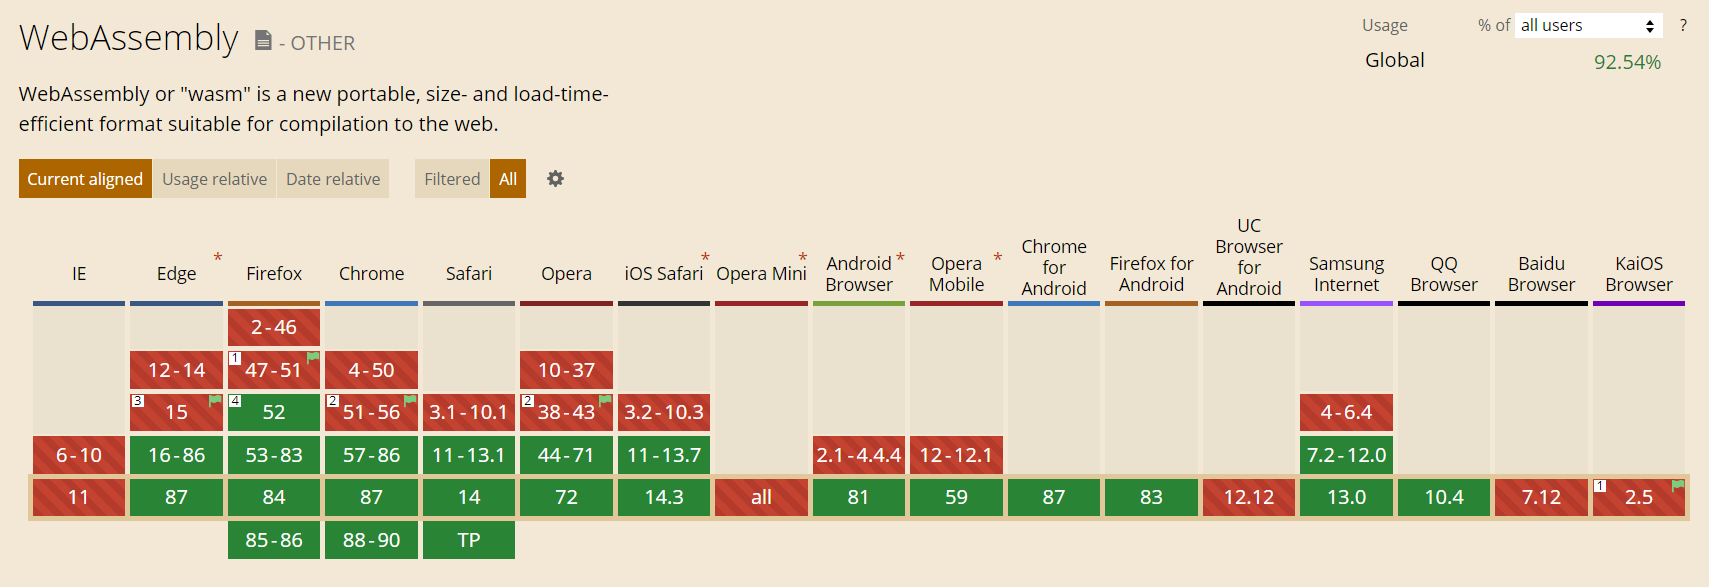 WebAssembly - OTHER
Usage % of all users ?
Global 92.54%
WebAssembly or "wasm" is a new portable, size- and load-time-
efficient format suitable for compilation to the web.
Current aligned Usage relative Date relative Filtered All
IE Edge * Firefox Chrome Safari Opera iOS Safari * Opera Mini * Android Browser * Opera Mobile * Chrome for Android Firefox for Android UC Browser for Android Samsung Internet QQ Browser Baidu Browser KaiOS Browser
2-46
12-14 1 47-51 4-50 10-37
3 15 4 52 2 51-56 3.1-10.1 2 38-43 3.2-10.3 4-6.4
6-10 16-86 53-83 57-86 11-13.1 44-71 11-13.7 2.1-4.4.4 12-12.1 7.2-12.0
11 87 84 87 14 72 14.3 all 81 59 87 83 12.12 13.0 10.4 7.12 1 2.5
85-86 88-90 TP